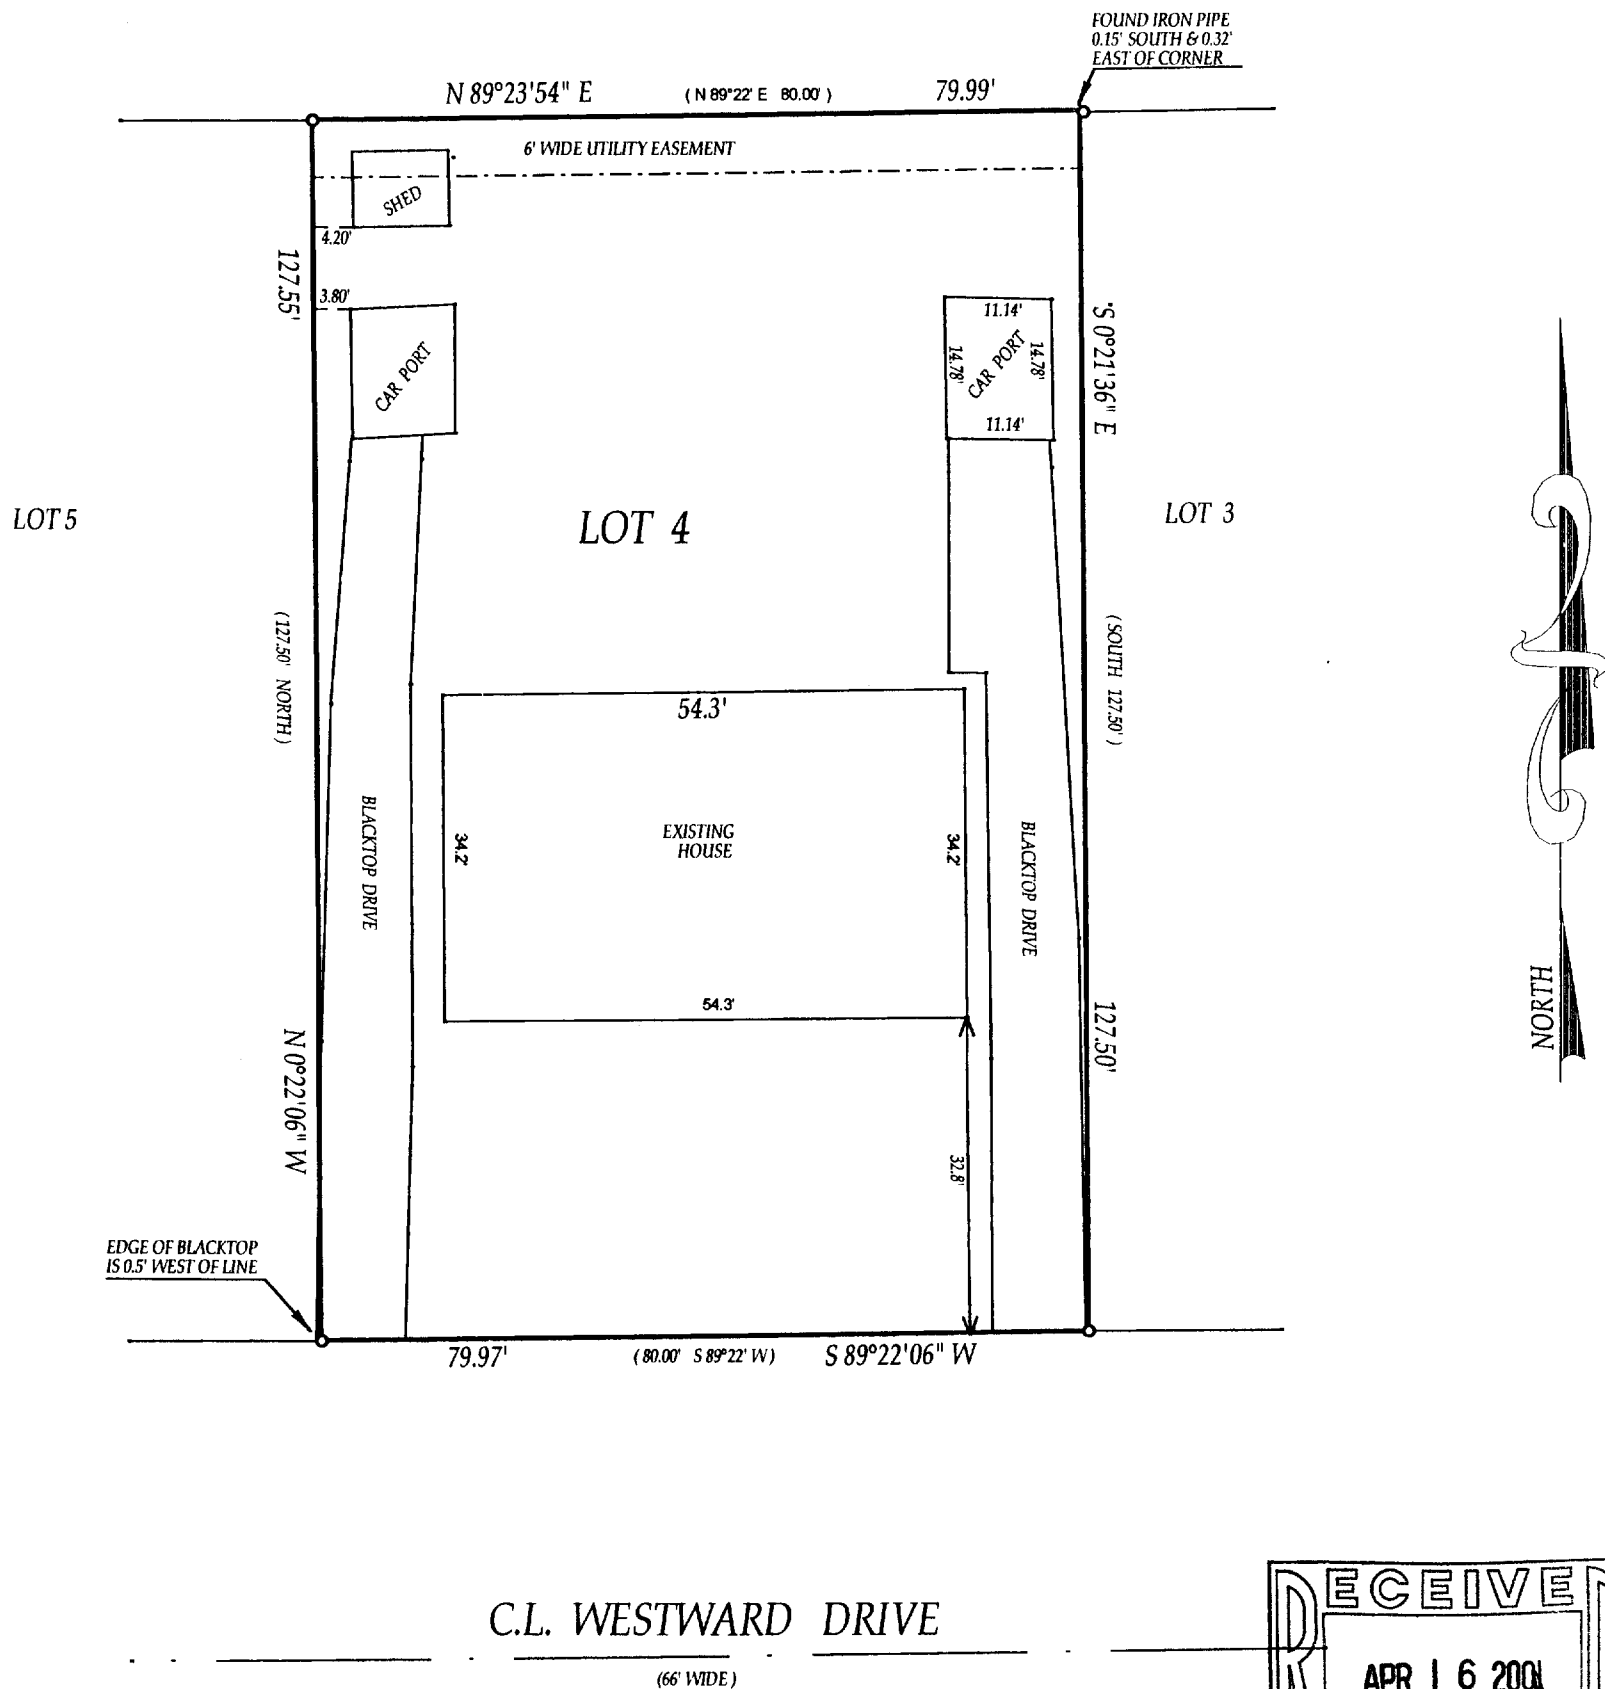 FOUND IRON PIPE
0.15' SOUTH & 0.32'
EAST OF CORNER
N 89°23'54" E ( N 89°22' E 80.00' ) 79.99'
6' WIDE UTILITY EASEMENT
SHED
4.20'
127.55'
3.80'
CAR PORT
11.14'
14.78'
CAR PORT
14.78'
11.14'
S 0°21'36" E
LOT 5
LOT 4
LOT 3
( 127.50' NORTH )
( SOUTH 127.50' )
54.3'
34.2'
EXISTING
HOUSE
34.2'
BLACKTOP DRIVE
BLACKTOP DRIVE
54.3'
127.50'
N 0°22'06" W
32.8'
NORTH
EDGE OF BLACKTOP
IS 0.5' WEST OF LINE
79.97' ( 80.00' S 89°22' W ) S 89°22'06" W
C.L. WESTWARD DRIVE
(66' WIDE )
RECEIVED
APR 16